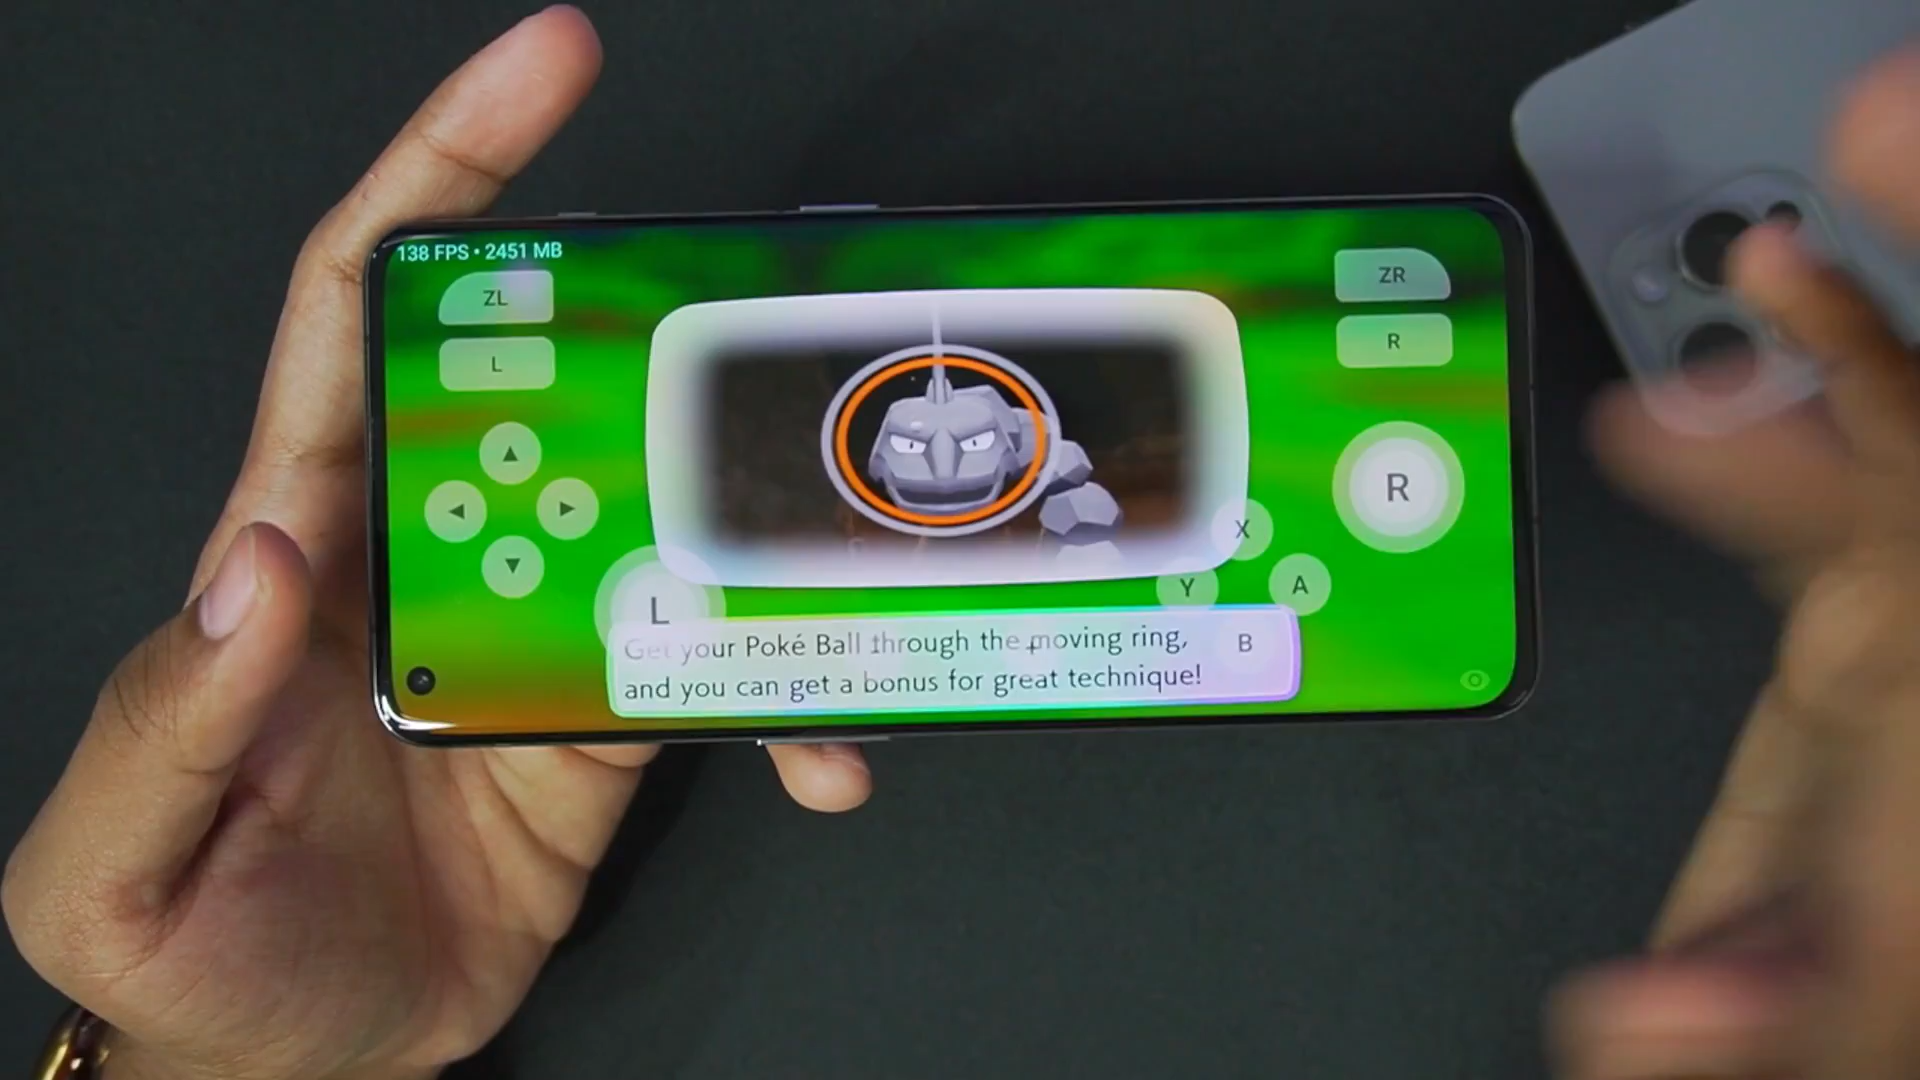 138 FPS • 2451 MB
ZL
ZR
L
R
R
X
L
Y
A
B
Get your Poké Ball through the moving ring,
and you can get a bonus for great technique!